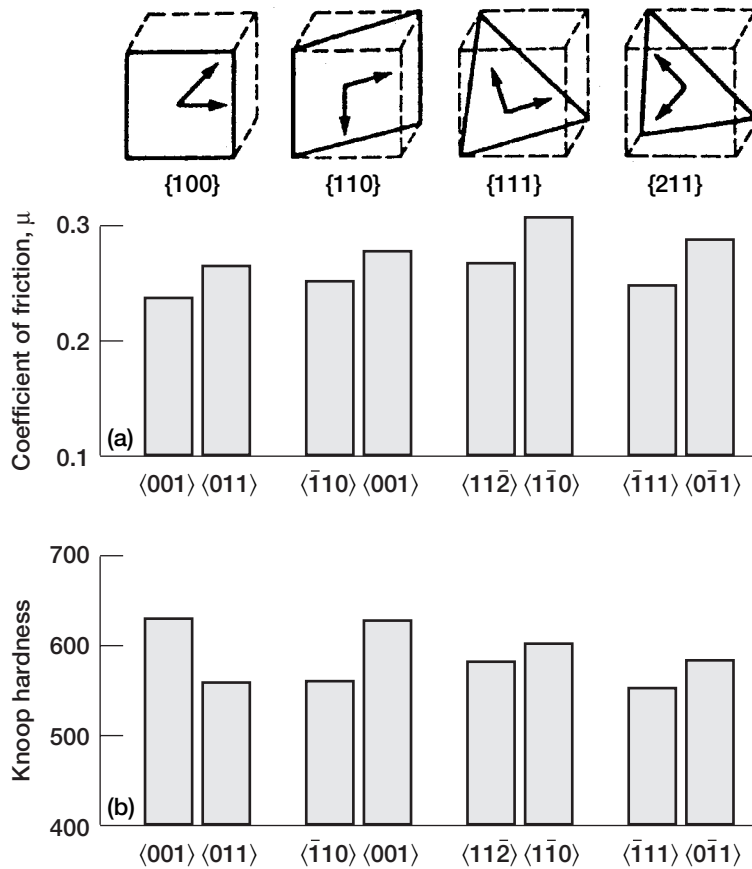 {100} {110} {111} {211}
Coefficient of friction, μ
0.3
0.2
0.1
(a)
⟨001⟩ ⟨011⟩ ⟨1̄10⟩ ⟨001⟩ ⟨112̄⟩ ⟨11̄0⟩ ⟨1̄11⟩ ⟨01̄1⟩
Knoop hardness
700
600
500
400
(b)
⟨001⟩ ⟨011⟩ ⟨1̄10⟩ ⟨001⟩ ⟨112̄⟩ ⟨11̄0⟩ ⟨1̄11⟩ ⟨01̄1⟩